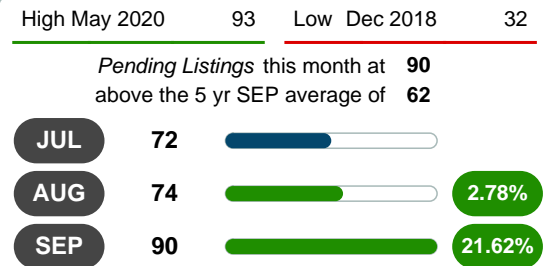 High May 2020 93 Low Dec 2018 32
Pending Listings this month at 90
above the 5 yr SEP average of 62
JUL 72
AUG 74 2.78%
SEP 90 21.62%